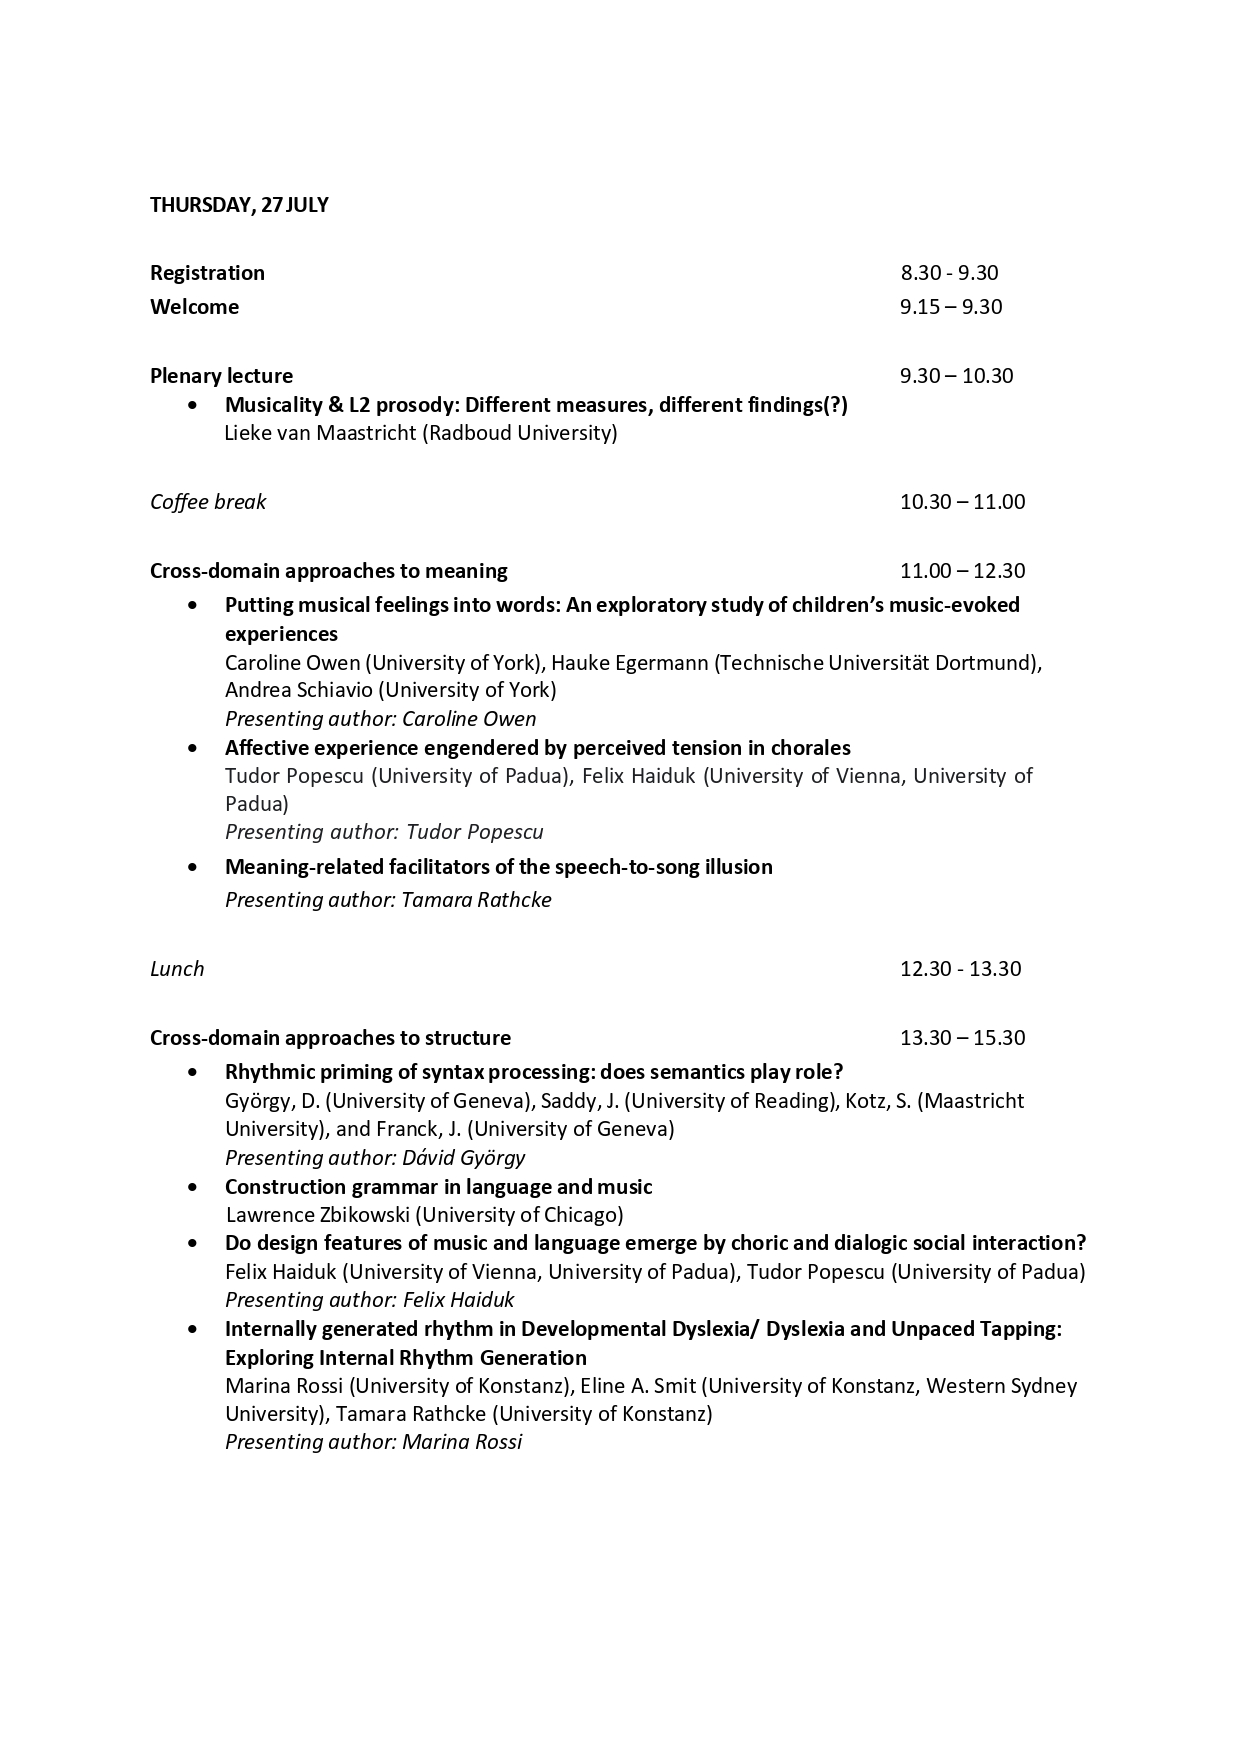 THURSDAY, 27 JULY
Registration 8.30 - 9.30
Welcome 9.15 – 9.30
Plenary lecture 9.30 – 10.30
• Musicality & L2 prosody: Different measures, different findings(?)
Lieke van Maastricht (Radboud University)
Coffee break 10.30 – 11.00
Cross-domain approaches to meaning 11.00 – 12.30
• Putting musical feelings into words: An exploratory study of children’s music-evoked
experiences
Caroline Owen (University of York), Hauke Egermann (Technische Universität Dortmund),
Andrea Schiavio (University of York)
Presenting author: Caroline Owen
• Affective experience engendered by perceived tension in chorales
Tudor Popescu (University of Padua), Felix Haiduk (University of Vienna, University of
Padua)
Presenting author: Tudor Popescu
• Meaning-related facilitators of the speech-to-song illusion
Presenting author: Tamara Rathcke
Lunch 12.30 - 13.30
Cross-domain approaches to structure 13.30 – 15.30
• Rhythmic priming of syntax processing: does semantics play role?
György, D. (University of Geneva), Saddy, J. (University of Reading), Kotz, S. (Maastricht
University), and Franck, J. (University of Geneva)
Presenting author: Dávid György
• Construction grammar in language and music
Lawrence Zbikowski (University of Chicago)
• Do design features of music and language emerge by choric and dialogic social interaction?
Felix Haiduk (University of Vienna, University of Padua), Tudor Popescu (University of Padua)
Presenting author: Felix Haiduk
• Internally generated rhythm in Developmental Dyslexia/ Dyslexia and Unpaced Tapping:
Exploring Internal Rhythm Generation
Marina Rossi (University of Konstanz), Eline A. Smit (University of Konstanz, Western Sydney
University), Tamara Rathcke (University of Konstanz)
Presenting author: Marina Rossi